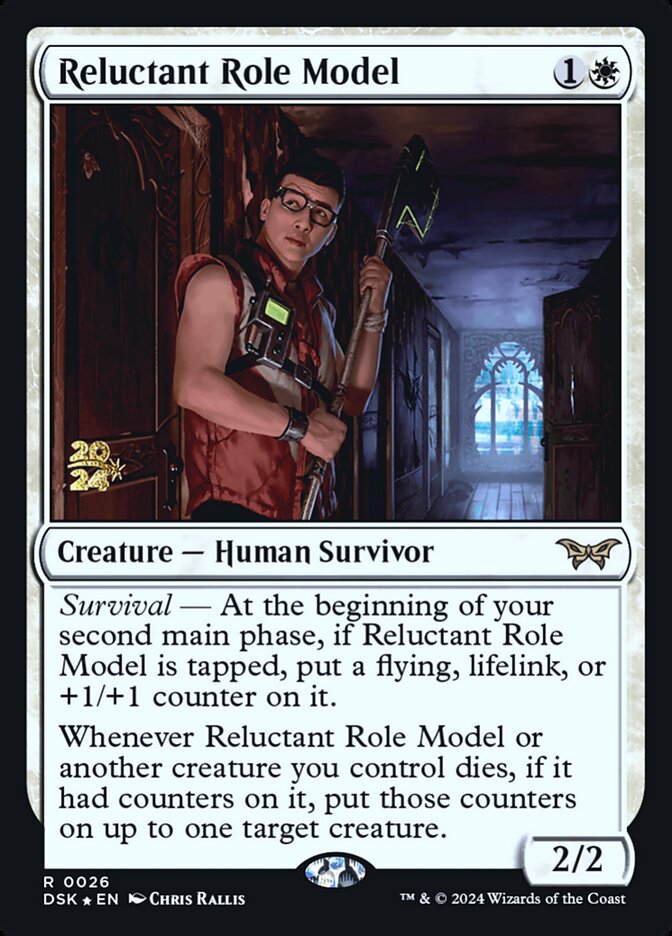 Reluctant Role Model 1
20
24
Creature — Human Survivor
Survival — At the beginning of your
second main phase, if Reluctant Role
Model is tapped, put a flying, lifelink, or
+1/+1 counter on it.
Whenever Reluctant Role Model or
another creature you control dies, if it
had counters on it, put those counters
on up to one target creature.
2/2
R 0026
DSK ★ EN Chris Rallis
™ & © 2024 Wizards of the Coast